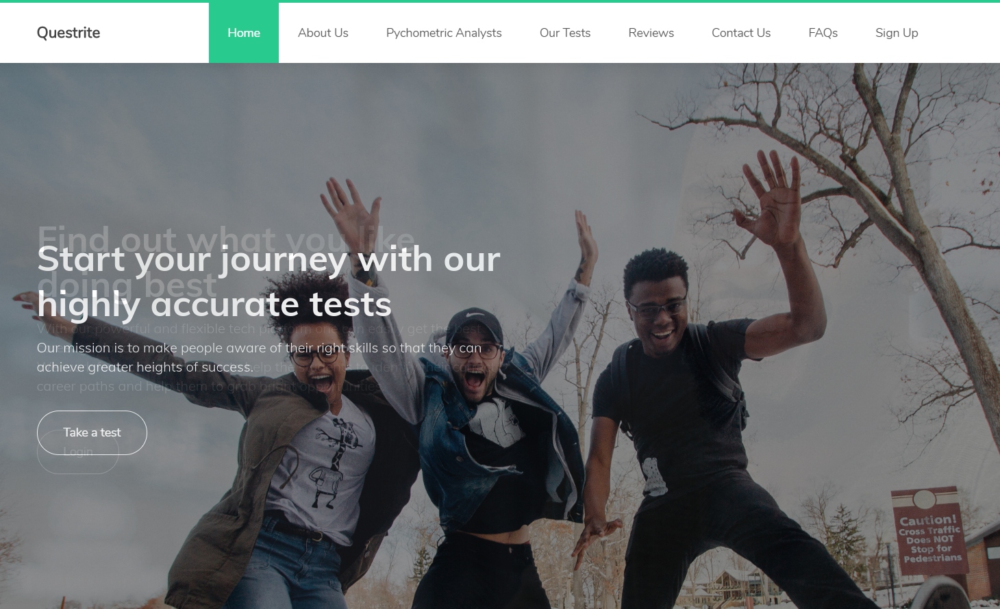 Questrite
Home
About Us
Pychometric Analysts
Our Tests
Reviews
Contact Us
FAQs
Sign Up
Find out what you like
doing best
Start your journey with our
highly accurate tests
With our powerful and flexible tech platform one can easily get the best
Our mission is to make people aware of their right skills so that they can
achieve greater heights of success.
help the students to identify their correct
career paths and help them to grab bright opportunities
Take a test
Login
Caution!
Cross Traffic
Does NOT
Stop for
Pedestrians